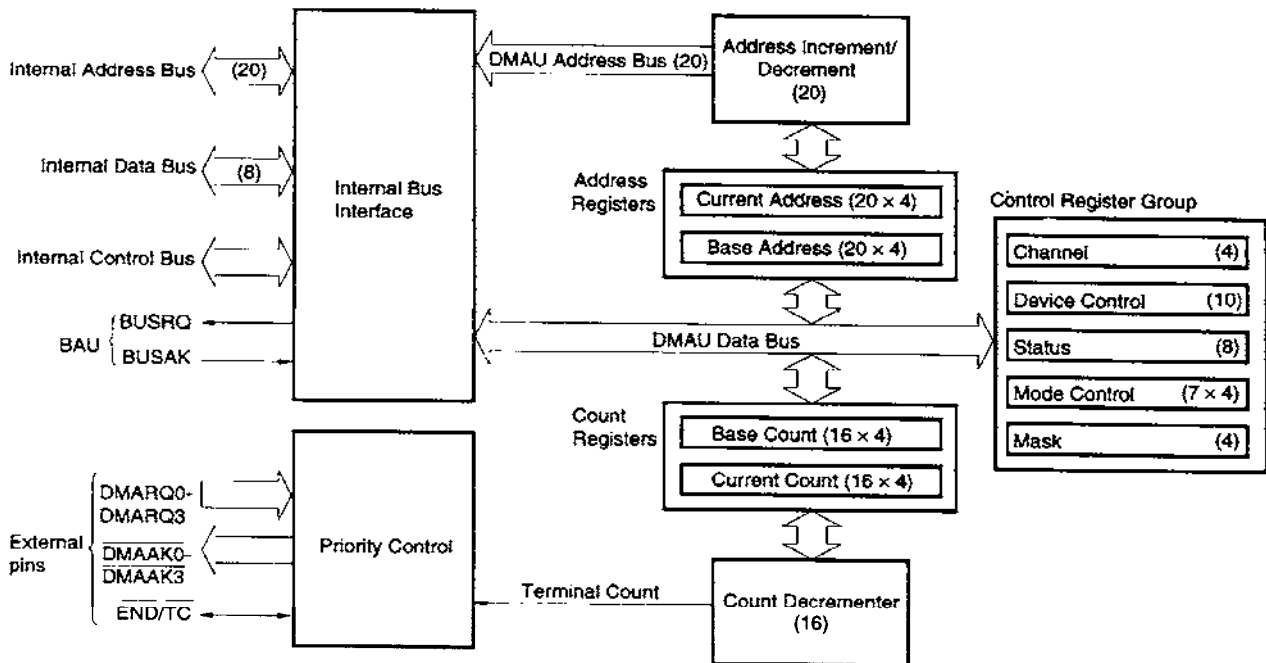 Internal Address Bus
(20)
Internal Data Bus
(8)
Internal Control Bus
BAU
BUSRQ
BUSAK
Internal Bus
Interface
DMAU Address Bus (20)
Address Increment/
Decrement
(20)
Address
Registers
Current Address (20 × 4)
Base Address (20 × 4)
DMAU Data Bus
Control Register Group
Channel (4)
Device Control (10)
Status (8)
Mode Control (7 × 4)
Mask (4)
Count
Registers
Base Count (16 × 4)
Current Count (16 × 4)
External
pins
DMARQ0-
DMARQ3
DMAAK0-
DMAAK3
END/TC
Priority Control
Terminal Count
Count Decrementer
(16)